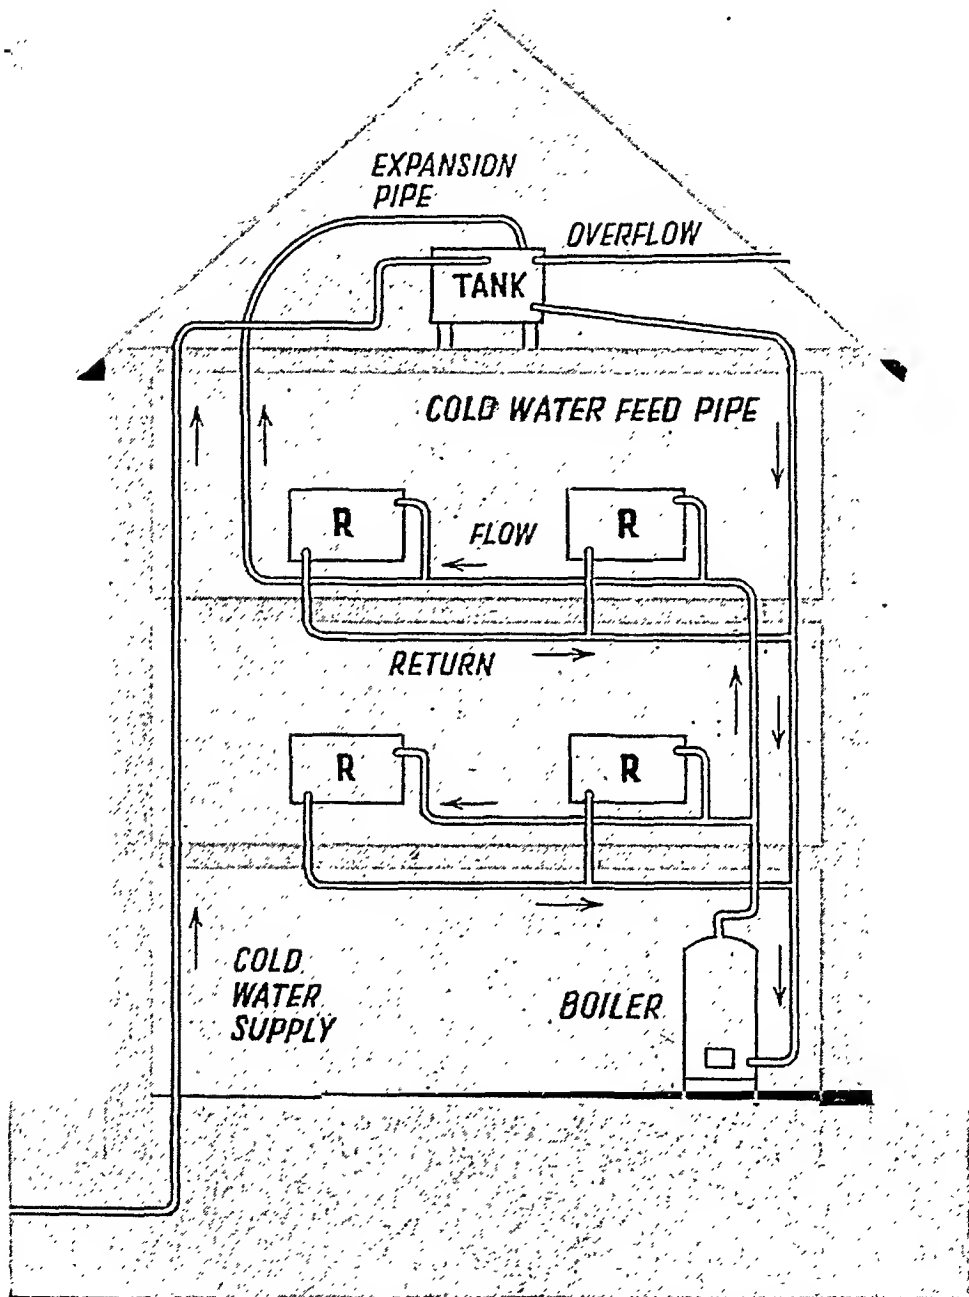 EXPANSION
PIPE
OVERFLOW
TANK
COLD WATER FEED PIPE
R
R
FLOW
RETURN
R
R
COLD
WATER
SUPPLY
BOILER